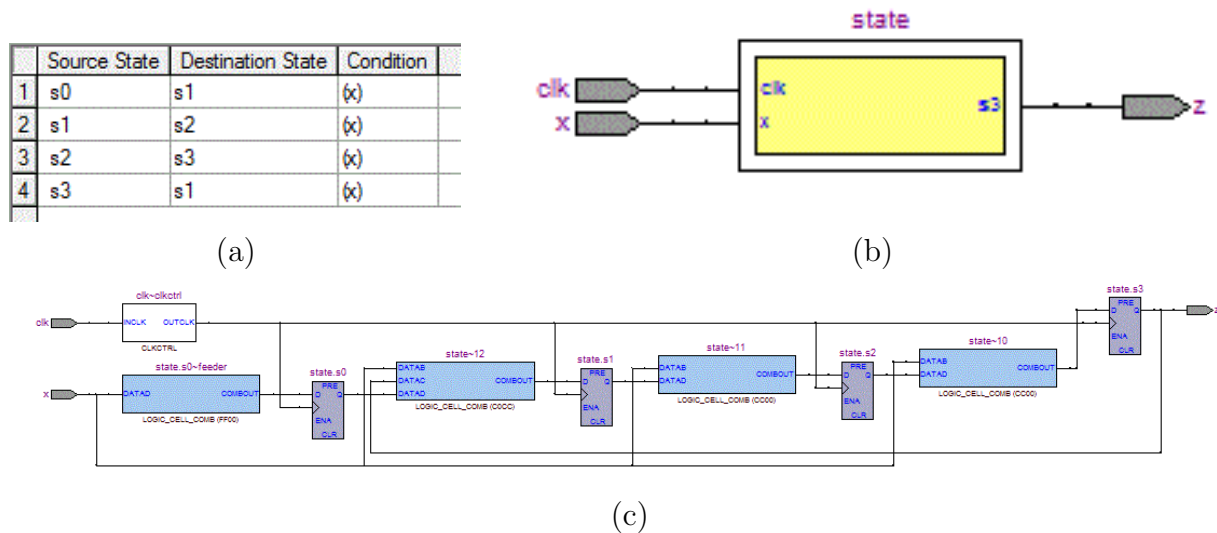 Source State Destination State Condition
1 s0 s1 (x)
2 s1 s2 (x)
3 s2 s3 (x)
4 s3 s1 (x)
(a)
state
clk
x
clk
x
s3
z
(b)
clk~clkctrl
clk
INCLK OUTCLK
CLKCTRL
state.s0~feeder
x
DATAD COMBOUT
LOGIC_CELL_COMB (FF00)
state.s0
PRE
D Q
ENA
CLR
state~12
DATAB
DATAC COMBOUT
DATAD
LOGIC_CELL_COMB (C0CC)
state.s1
PRE
D Q
ENA
CLR
state~11
DATAB
DATAD COMBOUT
LOGIC_CELL_COMB (CC00)
state.s2
PRE
D Q
ENA
CLR
state~10
DATAB
DATAD COMBOUT
LOGIC_CELL_COMB (CC00)
state.s3
PRE
D Q
ENA
CLR
z
(c)